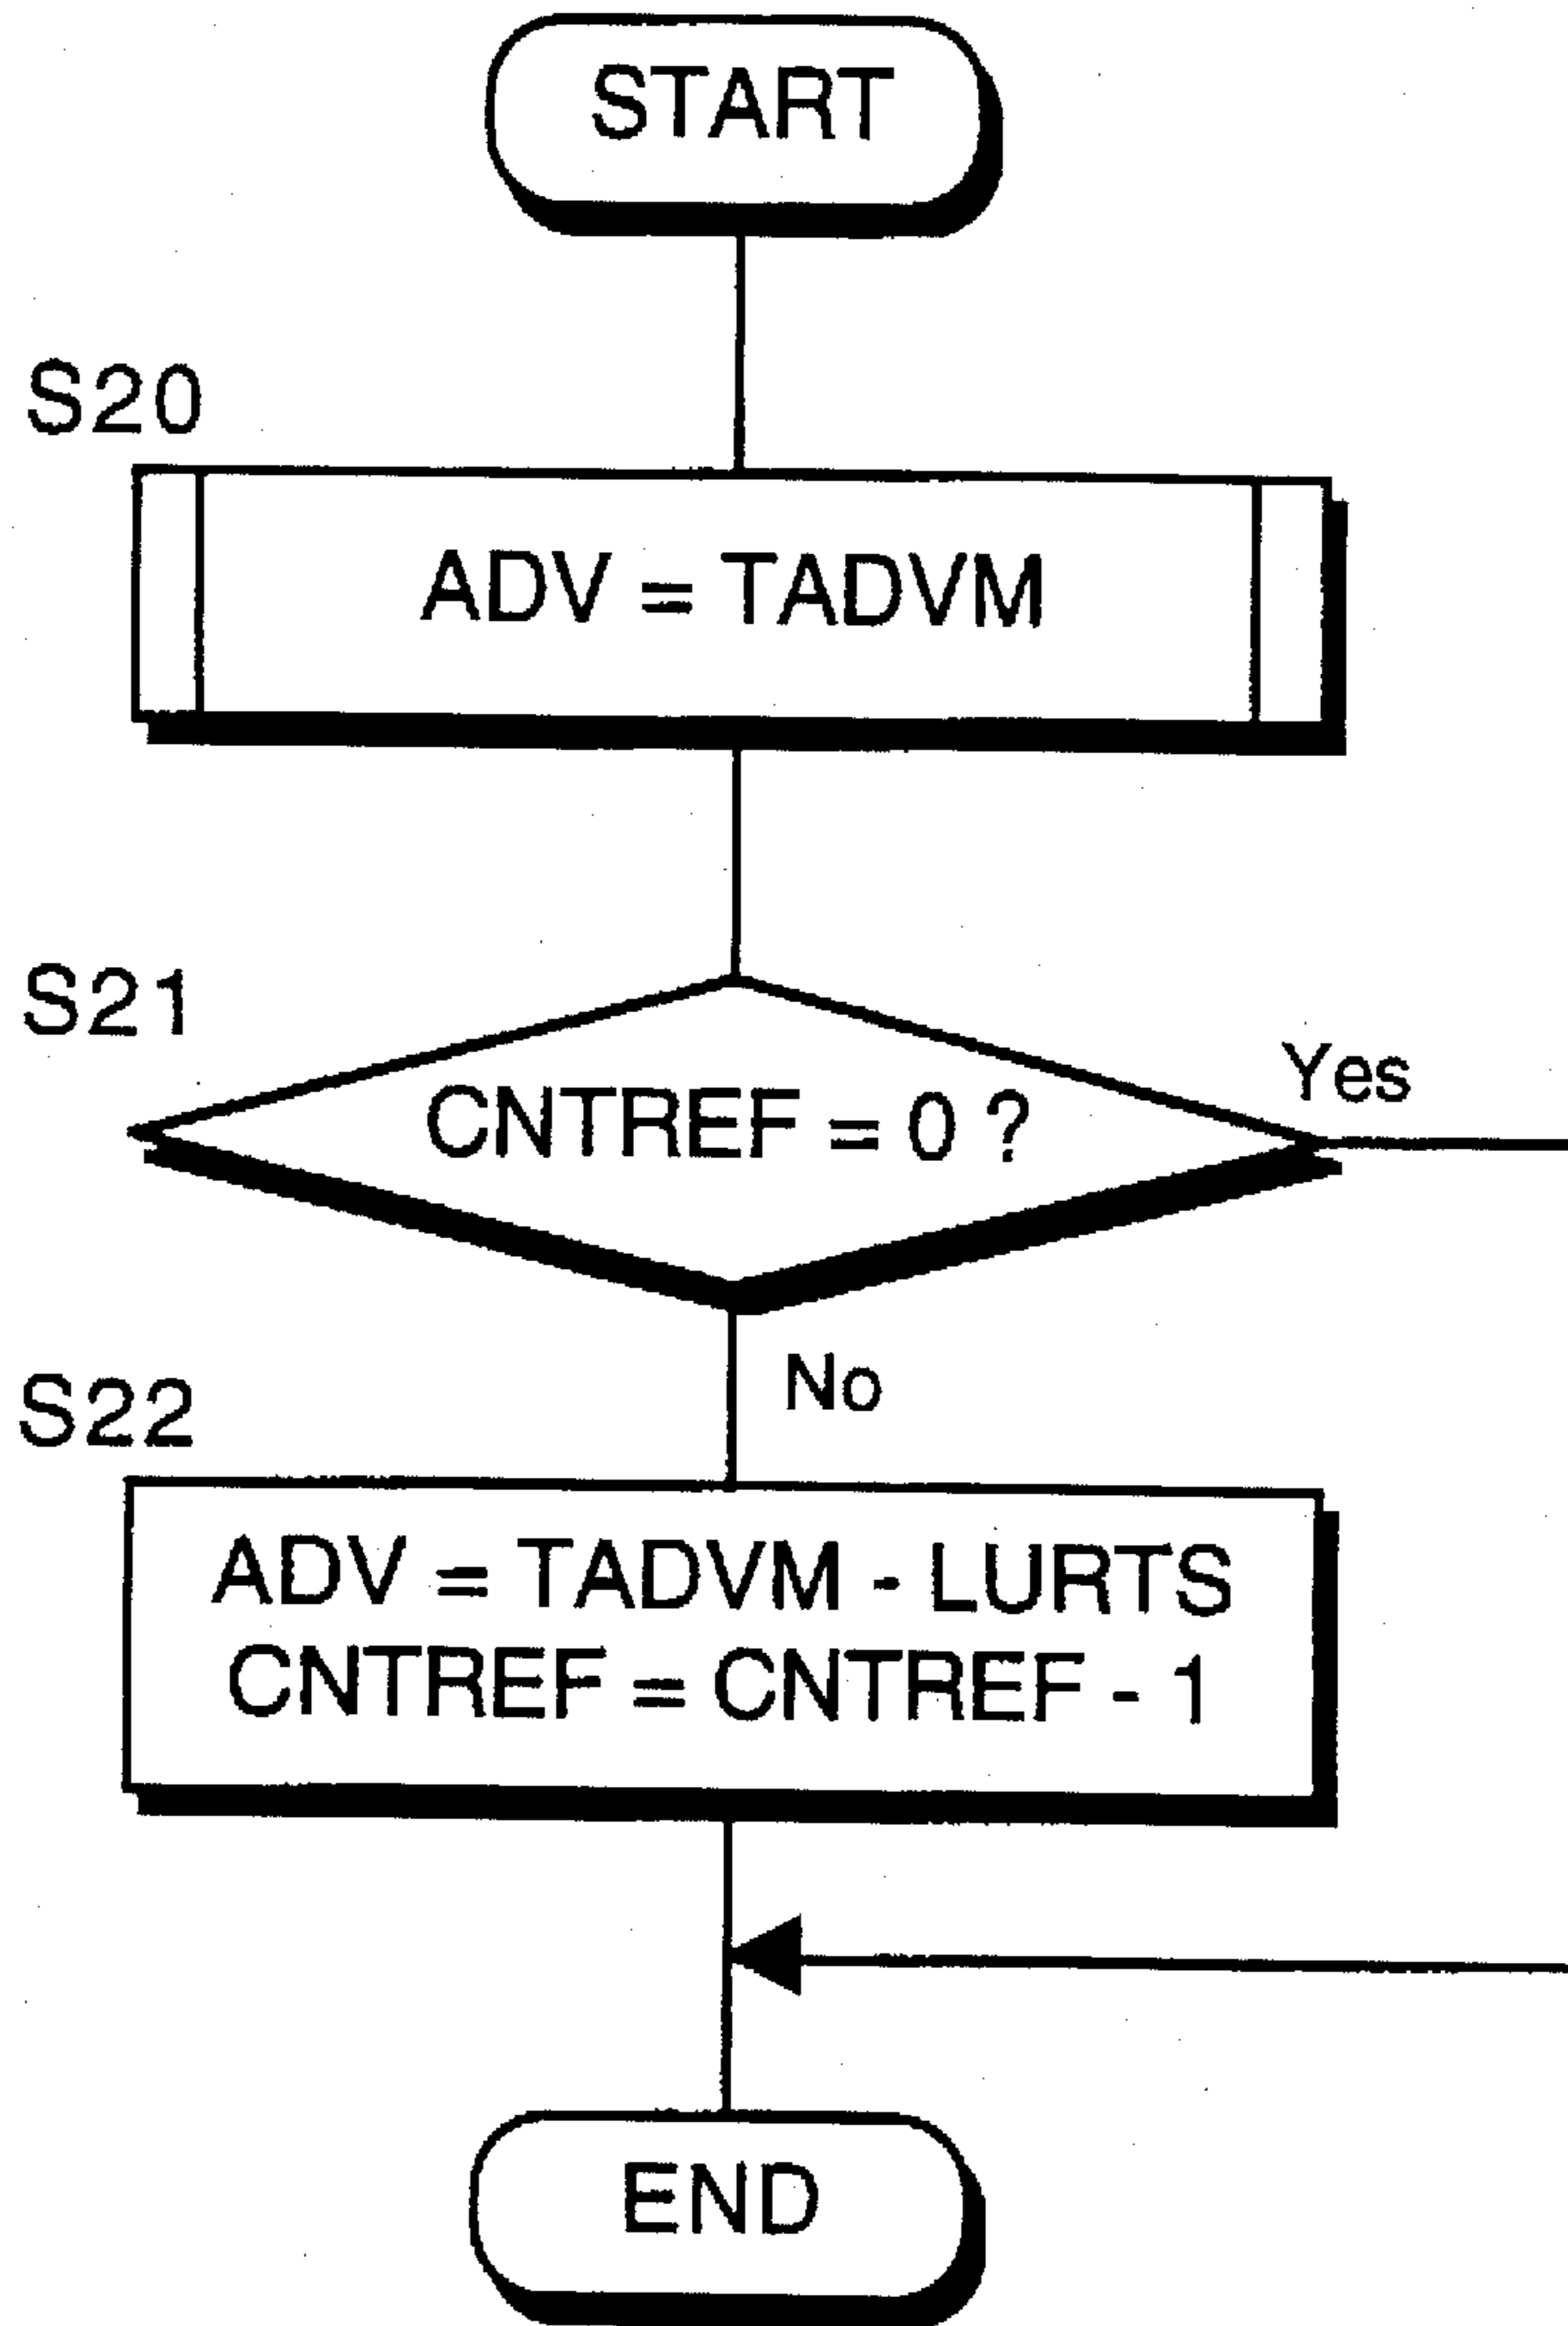 START
S20
ADV = TADVM
S21
CNTREF = 0 ?
Yes
No
S22
ADV = TADVM - LURTS
CNTREF = CNTREF - 1
END